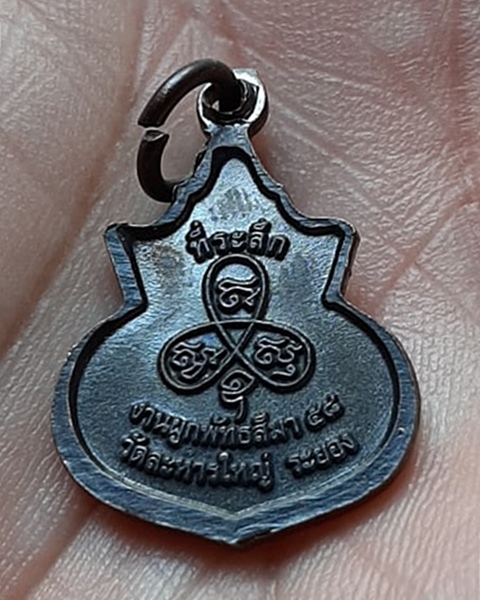 ที่ระลึก
งานผูกพัทธสีมา ๕๘
วัดละหารใหญ่ ระยอง